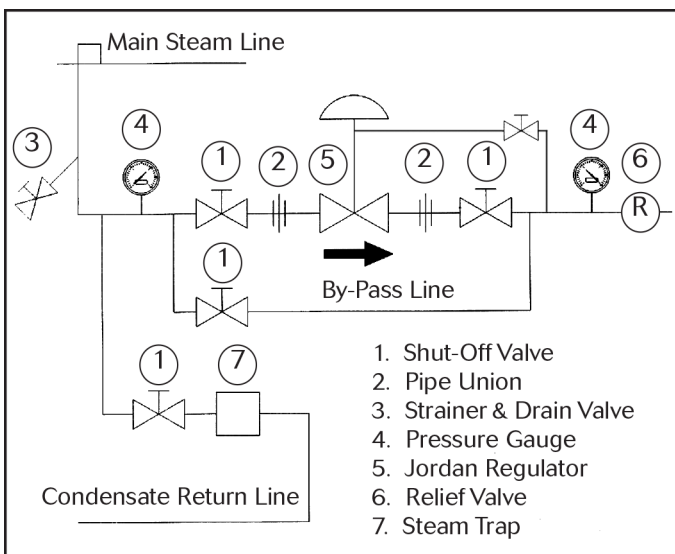 Main Steam Line
3
4
1
2
5
2
1
4
6
R
1
By-Pass Line
1
7
Condensate Return Line
1. Shut-Off Valve
2. Pipe Union
3. Strainer & Drain Valve
4. Pressure Gauge
5. Jordan Regulator
6. Relief Valve
7. Steam Trap